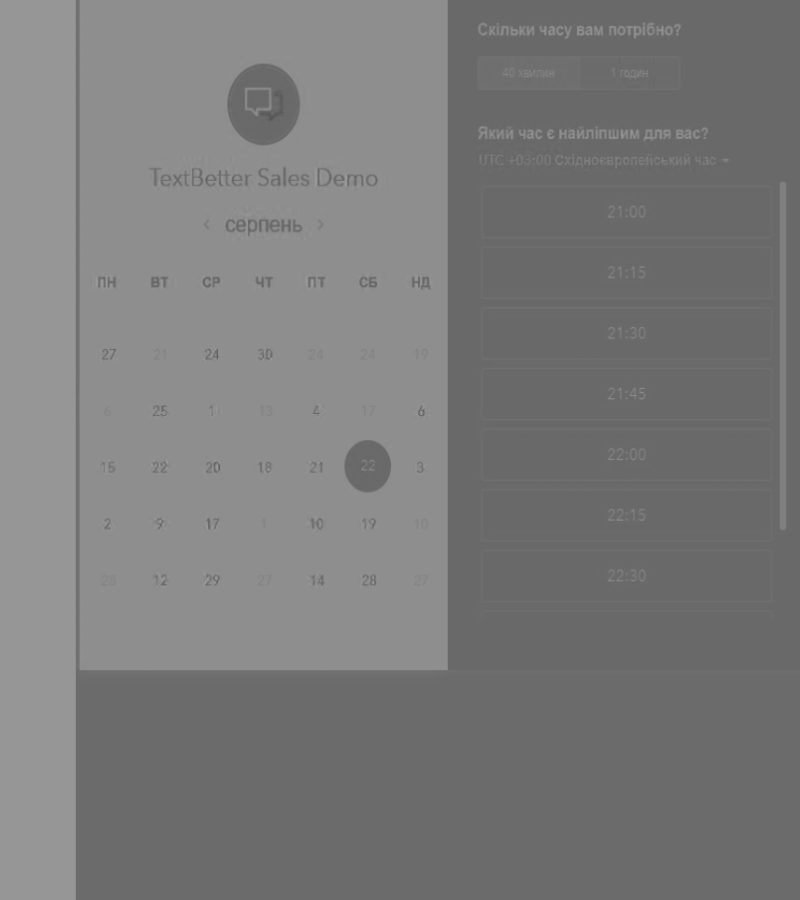 TextBetter Sales Demo
серпень
ПН ВТ СР ЧТ ПТ СБ НД
27 21 24 30 24 24 19
6 25 1 13 4 17 6
15 22 20 18 21 22 3
2 9 17 1 10 19 10
28 12 29 27 14 28 27
Скільки часу вам потрібно?
40 хвилин 1 годин
Який час є найліпшим для вас?
UTC +03:00 Східноєвропейський час
21:00
21:15
21:30
21:45
22:00
22:15
22:30